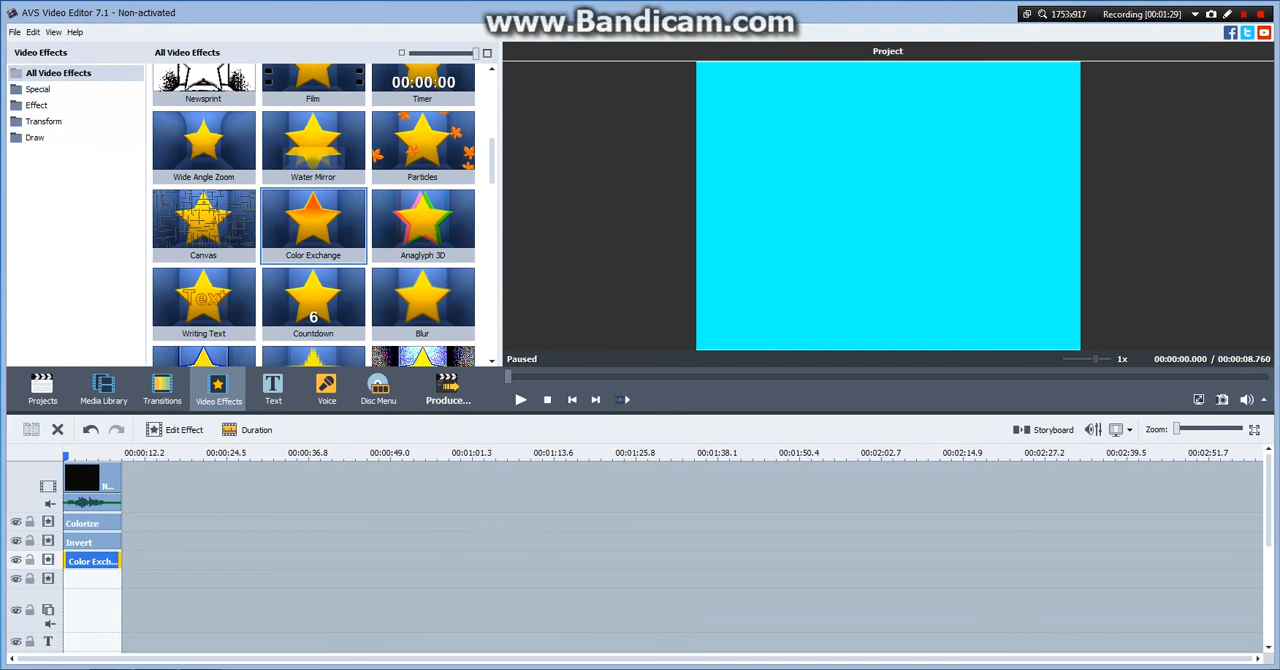 AVS Video Editor 7.1 - Non-activated
www.Bandicam.com
1753x917
Recording [00:01:29]
File Edit View Help
Video Effects
All Video Effects
Project
All Video Effects
Special
Effect
Transform
Draw
00:00:00
Newsprint
Film
Timer
Wide Angle Zoom
Water Mirror
Particles
Canvas
Color Exchange
Anaglyph 3D
Text
6
Writing Text
Countdown
Blur
Paused
1x
00:00:00.000 / 00:00:08.760
T
Projects
Media Library
Transitions
Video Effects
Text
Voice
Disc Menu
Produce...
Edit Effect
Duration
Storyboard
Zoom:
00:00:12.2 00:00:24.5 00:00:36.8 00:00:49.0 00:01:01.3 00:01:13.6 00:01:25.8 00:01:38.1 00:01:50.4 00:02:02.7 00:02:14.9 00:02:27.2 00:02:39.5 00:02:51.7
N...
Colorize
Invert
Color Exch...
T